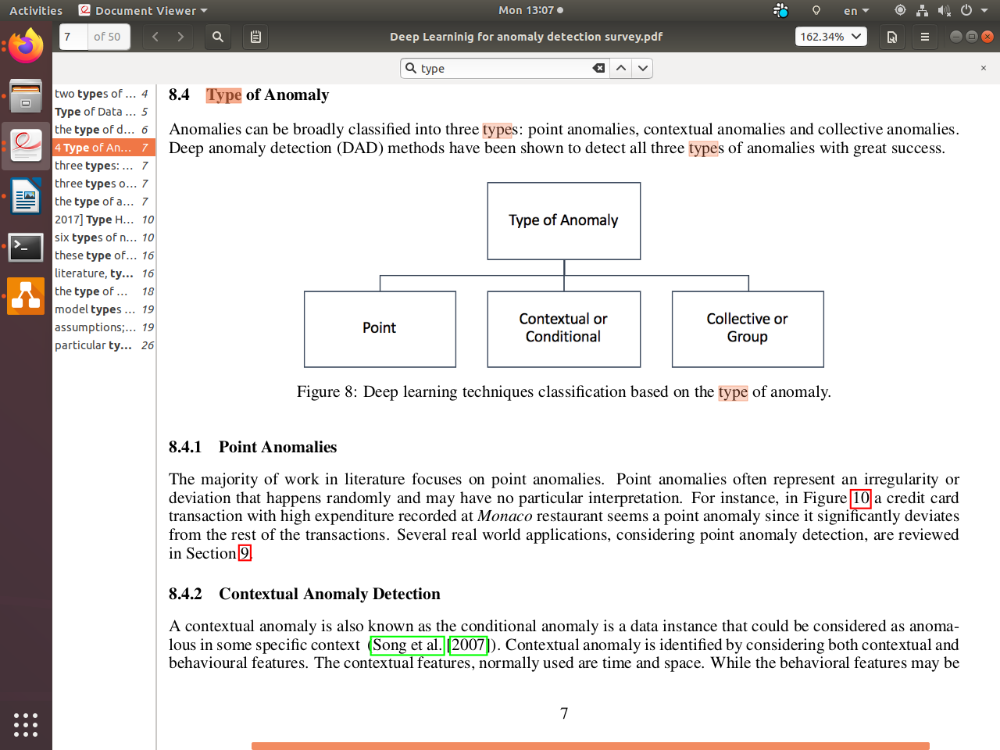 Activities Document Viewer Mon 13:07 en
7 of 50 Deep Learninig for anomaly detection survey.pdf 162.34%
type
two types of ... 4
Type of Data ... 5
the type of d... 6
4 Type of An... 7
three types: ... 7
three types o... 7
the type of a... 7
2017] Type H... 10
six types of n... 10
these type of... 16
literature, ty... 16
the type of ... 18
model types ... 19
assumptions;... 19
particular ty... 26
8.4 Type of Anomaly
Anomalies can be broadly classified into three types: point anomalies, contextual anomalies and collective anomalies.
Deep anomaly detection (DAD) methods have been shown to detect all three types of anomalies with great success.
Type of Anomaly
Point
Contextual or
Conditional
Collective or
Group
Figure 8: Deep learning techniques classification based on the type of anomaly.
8.4.1 Point Anomalies
The majority of work in literature focuses on point anomalies. Point anomalies often represent an irregularity or
deviation that happens randomly and may have no particular interpretation. For instance, in Figure 10 a credit card
transaction with high expenditure recorded at Monaco restaurant seems a point anomaly since it significantly deviates
from the rest of the transactions. Several real world applications, considering point anomaly detection, are reviewed
in Section 9.
8.4.2 Contextual Anomaly Detection
A contextual anomaly is also known as the conditional anomaly is a data instance that could be considered as anoma-
lous in some specific context (Song et al. [2007]). Contextual anomaly is identified by considering both contextual and
behavioural features. The contextual features, normally used are time and space. While the behavioral features may be
7